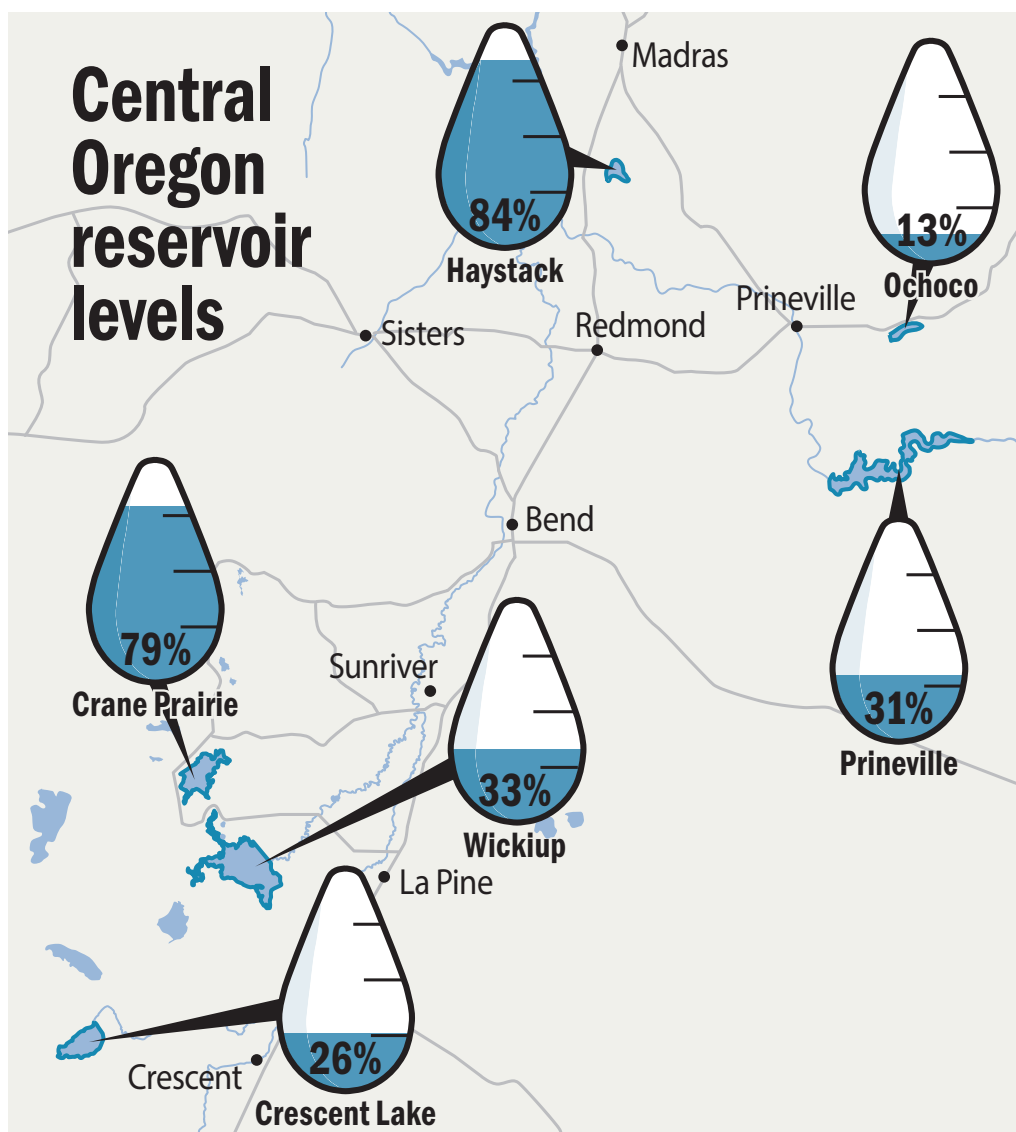 Central
Oregon
reservoir
levels
Madras
84%
Haystack
13%
Ochoco
Prineville
Redmond
Sisters
Bend
79%
Crane Prairie
Sunriver
31%
Prineville
33%
Wickiup
La Pine
26%
Crescent
Crescent Lake